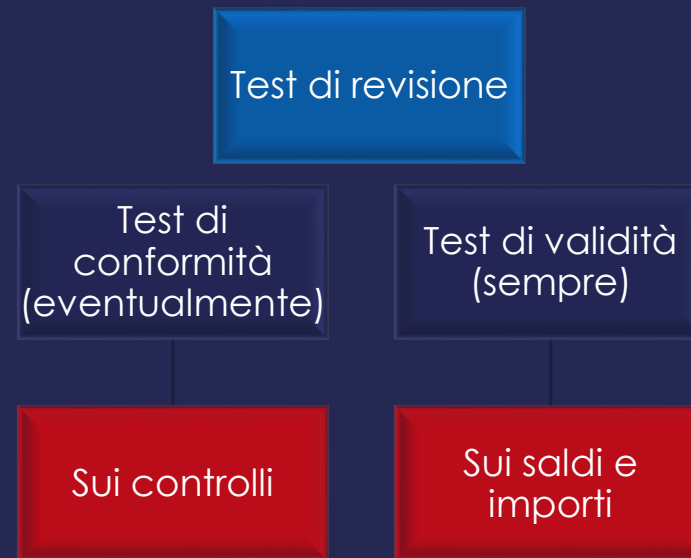 Test di revisione
Test di
conformità
(eventualmente)
Test di validità
(sempre)
Sui controlli
Sui saldi e
importi